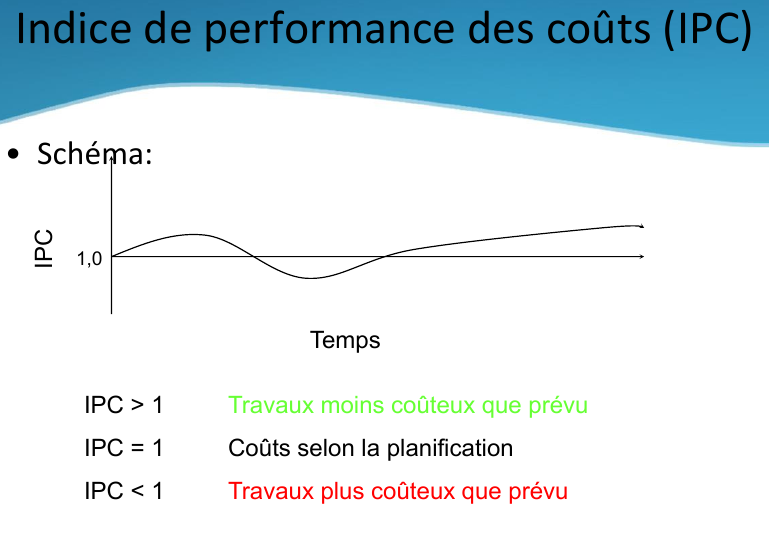 Indice de performance des coûts (IPC)
• Schéma:
IPC
1,0
Temps
IPC > 1 Travaux moins coûteux que prévu
IPC = 1 Coûts selon la planification
IPC < 1 Travaux plus coûteux que prévu